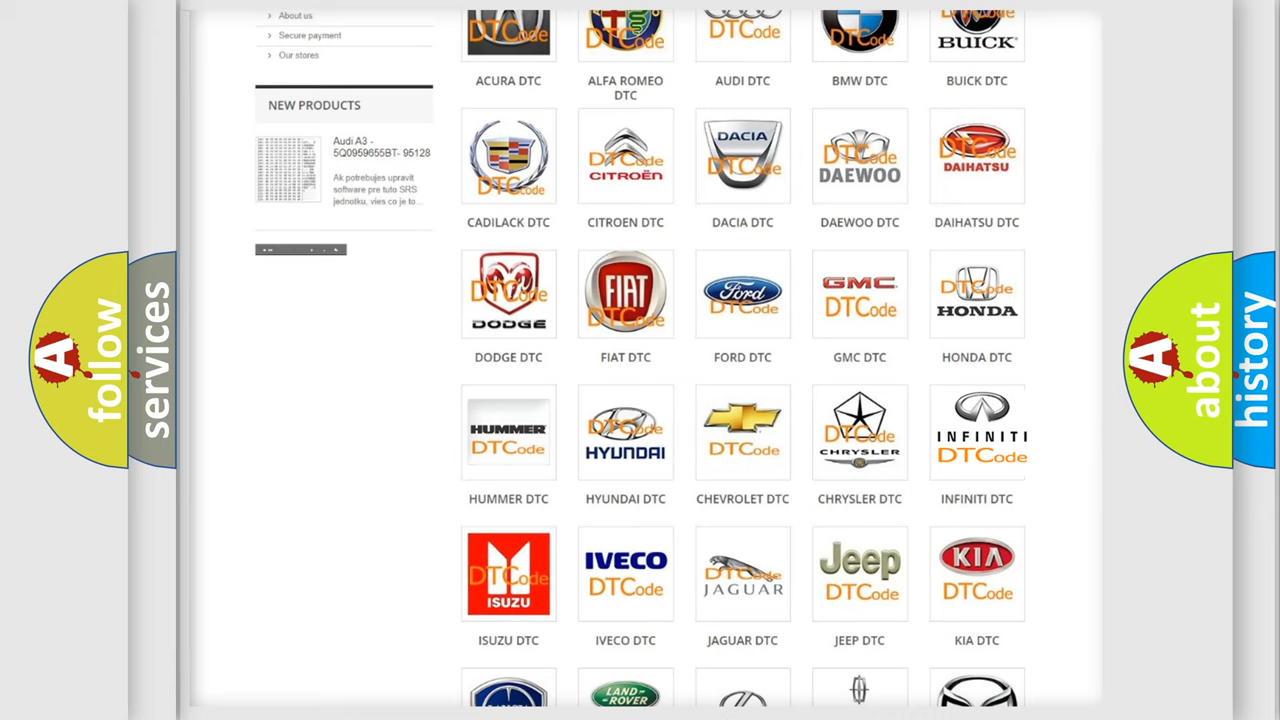 About us
Secure payment
Our stores
NEW PRODUCTS
Audi A3 -
5Q0959655BT- 95128
Ak potrebujes upravit
software pre tuto SRS
jednotku, vies co je to...
DTCode
DTCode
DTCode
DTCode
BUICK
ACURA DTC
ALFA ROMEO
DTC
AUDI DTC
BMW DTC
BUICK DTC
DTCode
DTCode
CITROËN
DACIA
DTCode
DTCode
DAEWOO
DTCode
DAIHATSU
CADILACK DTC
CITROEN DTC
DACIA DTC
DAEWOO DTC
DAIHATSU DTC
DTCode
DODGE
FIAT
DTCode
Ford
DTCode
GMC
DTCode
DTCode
HONDA
DODGE DTC
FIAT DTC
FORD DTC
GMC DTC
HONDA DTC
HUMMER
DTCode
DTCode
HYUNDAI
DTCode
DTCode
CHRYSLER
INFINITI
DTCode
HUMMER DTC
HYUNDAI DTC
CHEVROLET DTC
CHRYSLER DTC
INFINITI DTC
DTCode
ISUZU
IVECO
DTCode
DTCode
JAGUAR
Jeep
DTCode
KIA
DTCode
ISUZU DTC
IVECO DTC
JAGUAR DTC
JEEP DTC
KIA DTC
LAND-
ROVER
A follow
services
A about
history